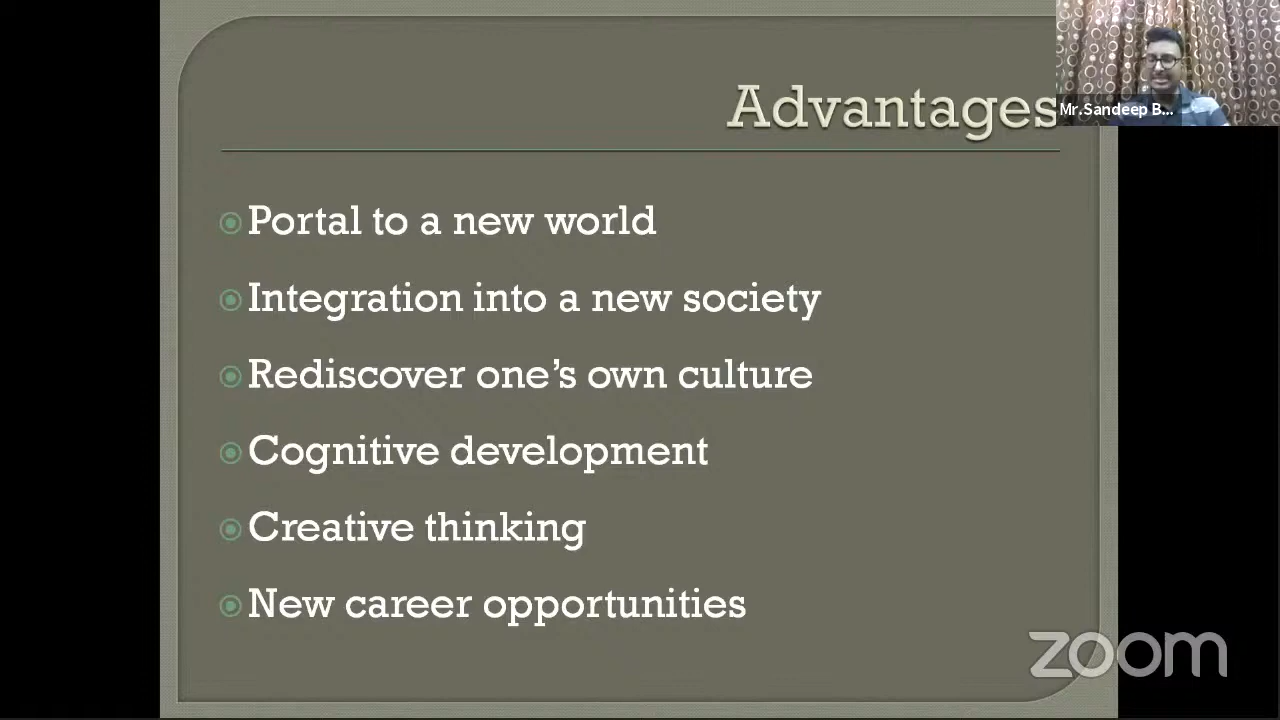 Advantages
Mr.Sandeep B...
Portal to a new world
Integration into a new society
Rediscover one’s own culture
Cognitive development
Creative thinking
New career opportunities
zoom